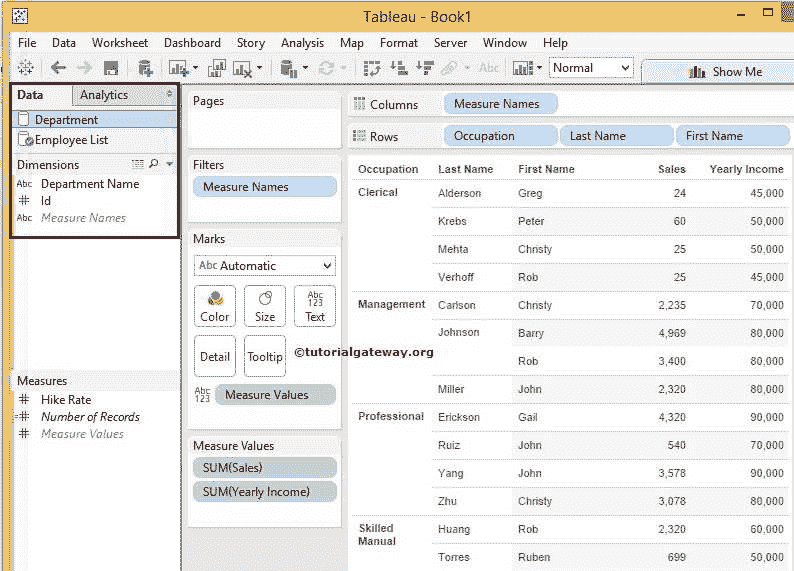 Tableau - Book1
File Data Worksheet Dashboard Story Analysis Map Format Server Window Help
Abc Normal Show Me
Data Analytics
Department
Employee List
Dimensions
Abc Department Name
# Id
Abc Measure Names
Measures
# Hike Rate
# Number of Records
# Measure Values
Pages
Filters
Measure Names
Marks
Abc Automatic
Color Size Abc 123 Text
Detail Tooltip
©tutorialgateway.org
Abc 123 Measure Values
Measure Values
SUM(Sales)
SUM(Yearly Income)
Columns Measure Names
Rows Occupation Last Name First Name
Occupation Last Name First Name Sales Yearly Income
Clerical Alderson Greg 24 45,000
Krebs Peter 60 50,000
Mehta Christy 25 50,000
Verhoff Rob 25 45,000
Management Carlson Christy 2,235 70,000
Johnson Barry 4,969 80,000
Rob 3,400 80,000
Miller John 2,320 80,000
Professional Erickson Gail 4,320 90,000
Ruiz John 540 70,000
Yang John 3,578 90,000
Zhu Christy 3,078 80,000
Skilled Manual Huang Rob 2,320 60,000
Torres Ruben 699 50,000